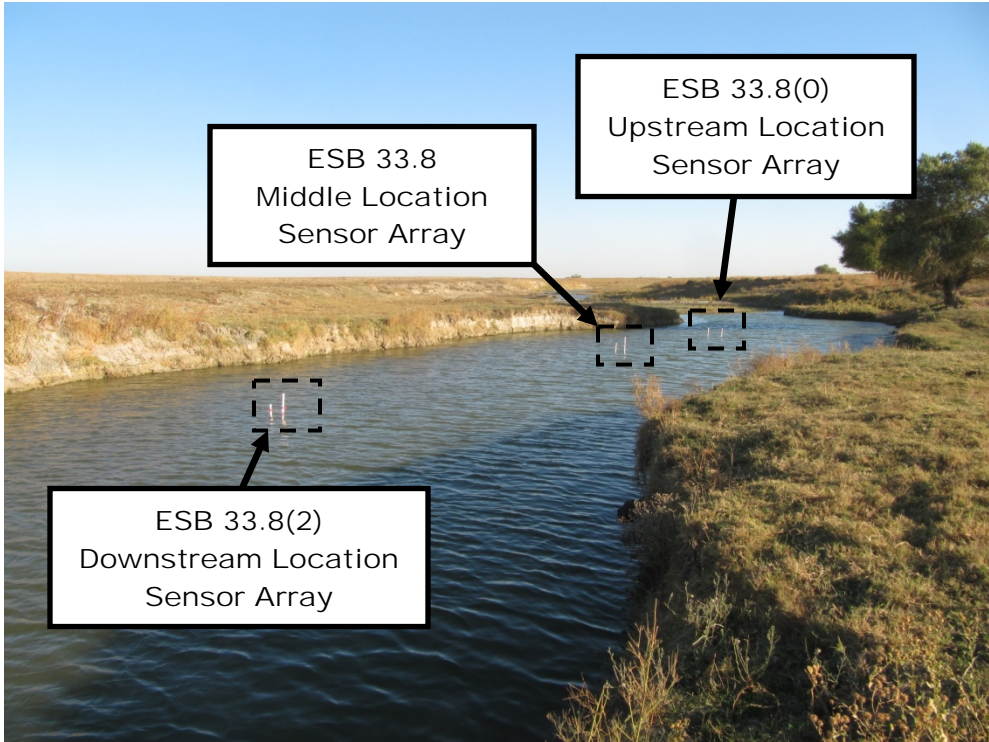 ESB 33.8(0)
Upstream Location
Sensor Array
ESB 33.8
Middle Location
Sensor Array
ESB 33.8(2)
Downstream Location
Sensor Array